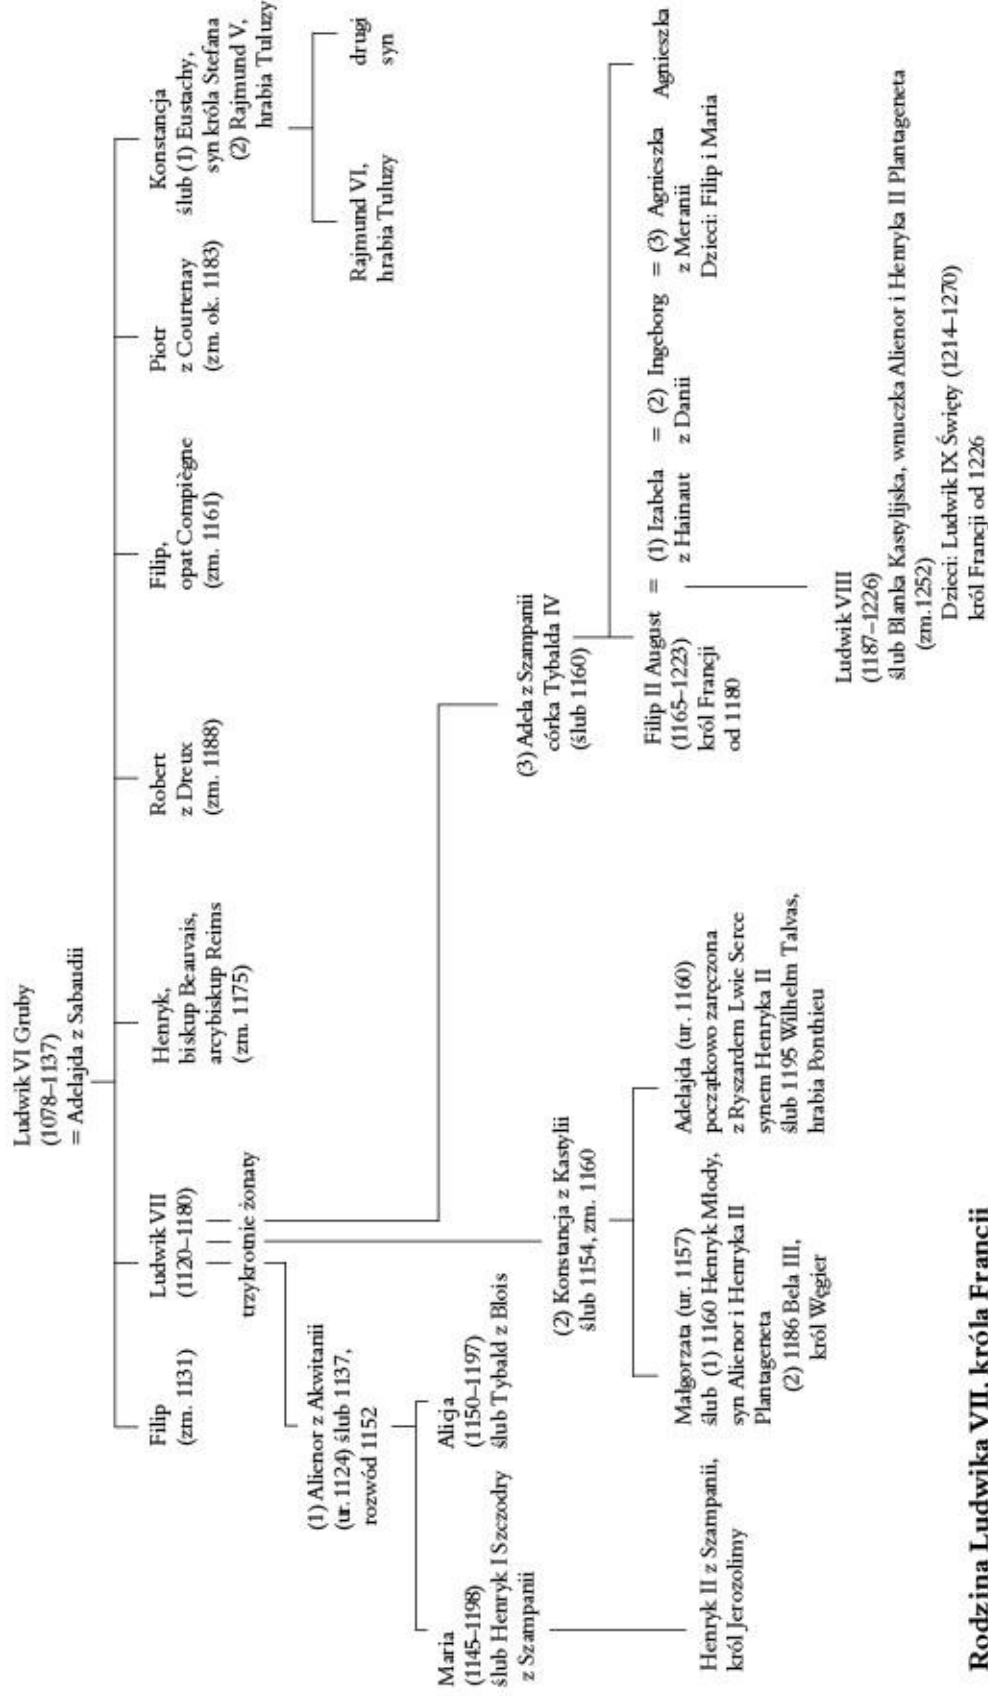 Ludwik VI Gruby
(1078–1137)
= Adelajda z Sabaudii
Filip
(zm. 1131)
Ludwik VII
(1120–1180)
trzykrotnie żonaty
Henryk,
biskup Beauvais,
arcybiskup Reims
(zm. 1175)
Robert
z Dreux
(zm. 1188)
Filip,
opat Compiègne
(zm. 1161)
Piotr
z Courtenay
(zm. ok. 1183)
Konstancja
ślub (1) Eustachy,
syn króla Stefana
(2) Rajmund V,
hrabia Tuluzy
Rajmund VI,
hrabia Tuluzy
drugi
syn
(1) Alienor z Akwitanii
(ur. 1124) ślub 1137,
rozwód 1152
Maria
(1145–1198)
ślub Henryk I Szczodry
z Szampanii
Alicja
(1150–1197)
ślub Tybald z Blois
Henryk II z Szampanii,
król Jerozolimy
(2) Konstancja z Kastylii
ślub 1154, zm. 1160
Małgorzata (ur. 1157)
ślub (1) 1160 Henryk Młody,
syn Alienor i Henryka II
Plantageneta
(2) 1186 Bela III,
król Węgier
Adelajda (ur. 1160)
początkowo zaręczona
z Ryszardem Lwie Serce
synem Henryka II
ślub 1195 Wilhelm Talvas,
hrabia Ponthieu
(3) Adela z Szampanii
córka Tybalda IV
(ślub 1160)
Filip II August = (1) Izabela = (2) Ingeborg = (3) Agnieszka Agnieszka
(1165–1223) z Hainaut z Danii z Meranii
król Francji Dzieci: Filip i Maria
od 1180
Ludwik VIII
(1187–1226)
ślub Blanka Kastylijska, wnuczka Alienor i Henryka II Plantageneta
(zm.1252)
Dzieci: Ludwik IX Święty (1214–1270)
król Francji od 1226
Rodzina Ludwika VII, króla Francji